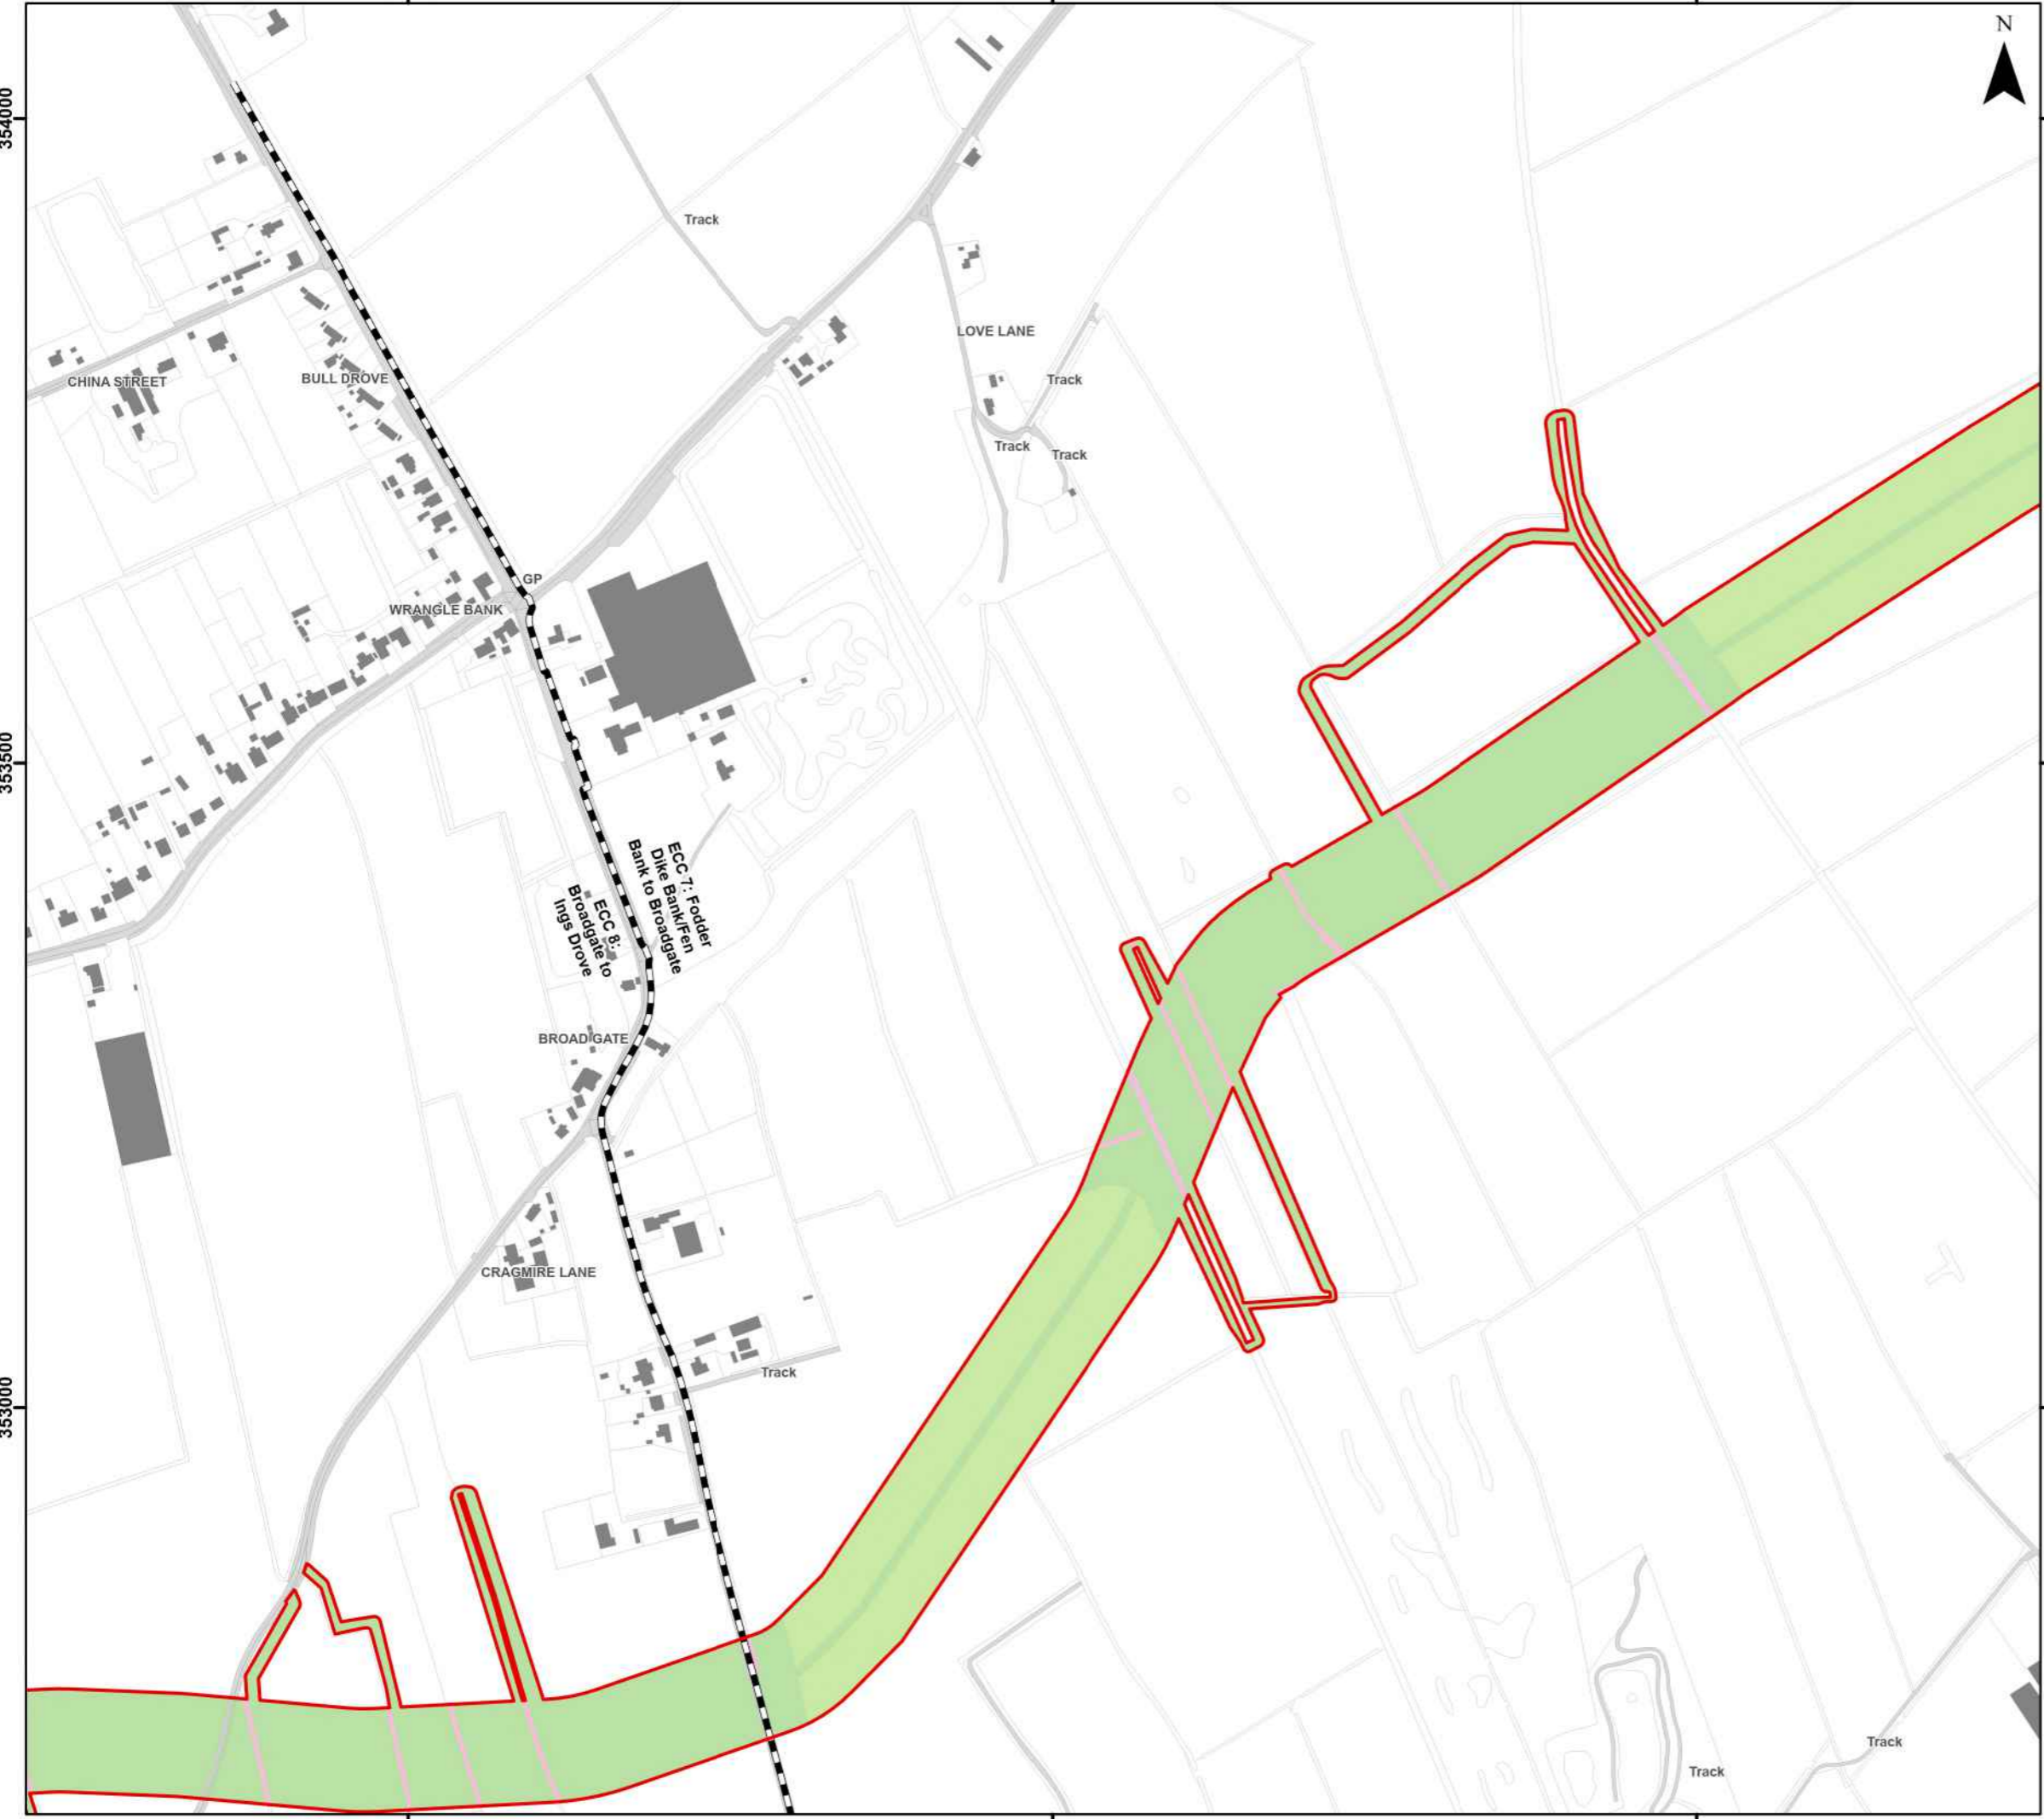 N
354000
Track
LOVE LANE
CHINA STREET
BULL DROVE
Track
Track
Track
GP
WRANGLE BANK
353500
ECC 7: Fodder
Dike Bank/Fen
Bank to Broadgate
ECC 8:
Broadgate to
Ings Drove
BROAD GATE
CRAGMIRE LANE
Track
353000
Track
Track